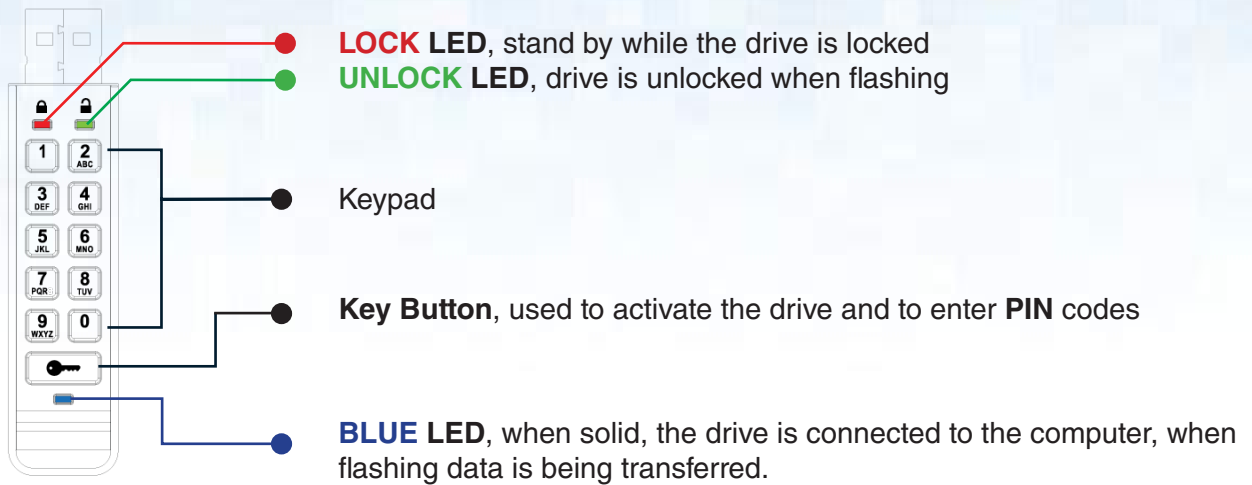 LOCK LED, stand by while the drive is locked
UNLOCK LED, drive is unlocked when flashing
1
2
ABC
Keypad
3
DEF
4
GHI
5
JKL
6
MNO
7
PQRS
8
TUV
Key Button, used to activate the drive and to enter PIN codes
9
WXYZ
0
BLUE LED, when solid, the drive is connected to the computer, when
flashing data is being transferred.